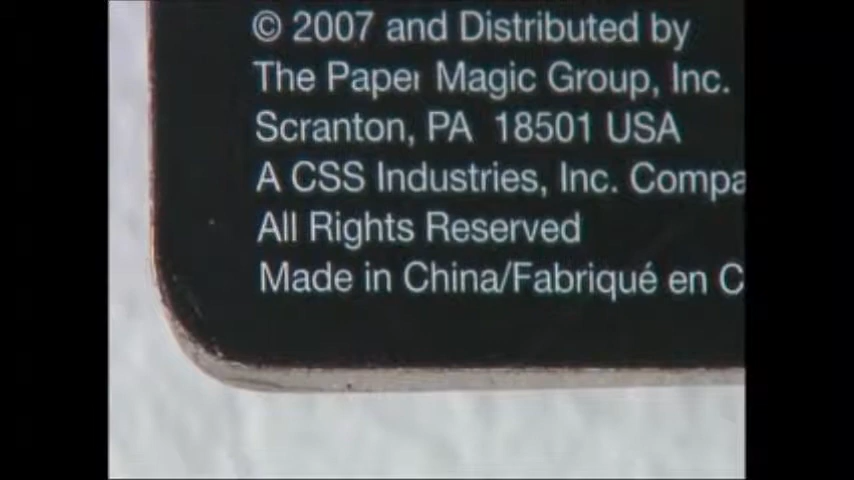 © 2007 and Distributed by
The Paper Magic Group, Inc.
Scranton, PA 18501 USA
A CSS Industries, Inc. Compa
All Rights Reserved
Made in China/Fabriqué en C